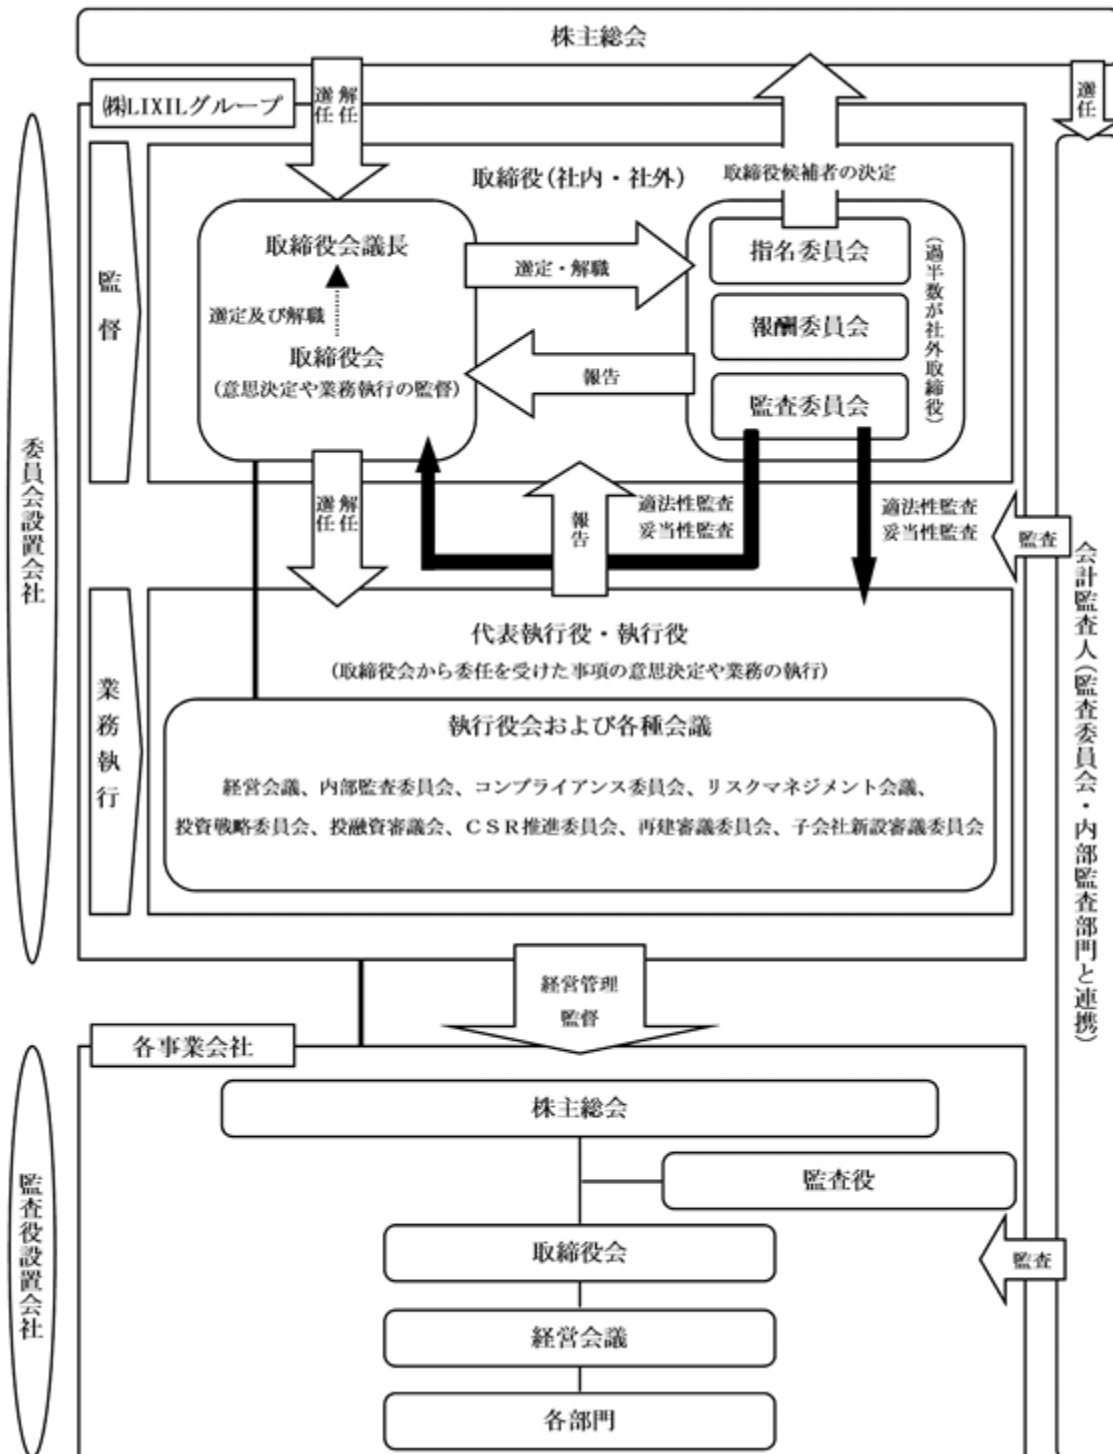 株主総会
㈱LIXILグループ
選任
解任
選任
取締役(社内・社外)
取締役候補者の決定
監督
取締役会議長
選定及び解職
取締役会
(意思決定や業務執行の監督)
選定・解職
報告
指名委員会
報酬委員会
監査委員会
(過半数が社外取締役)
委員会設置会社
選任
解任
報告
適法性監査
妥当性監査
適法性監査
妥当性監査
監査
会計監査人(監査委員会・内部監査部門と連携)
業務執行
代表執行役・執行役
(取締役会から委任を受けた事項の意思決定や業務の執行)
執行役会および各種会議
経営会議、内部監査委員会、コンプライアンス委員会、リスクマネジメント会議、
投資戦略委員会、投融資審議会、CSR推進委員会、再建審議委員会、子会社新設審議委員会
経営管理
監督
各事業会社
監査役設置会社
株主総会
監査役
取締役会
監査
経営会議
各部門